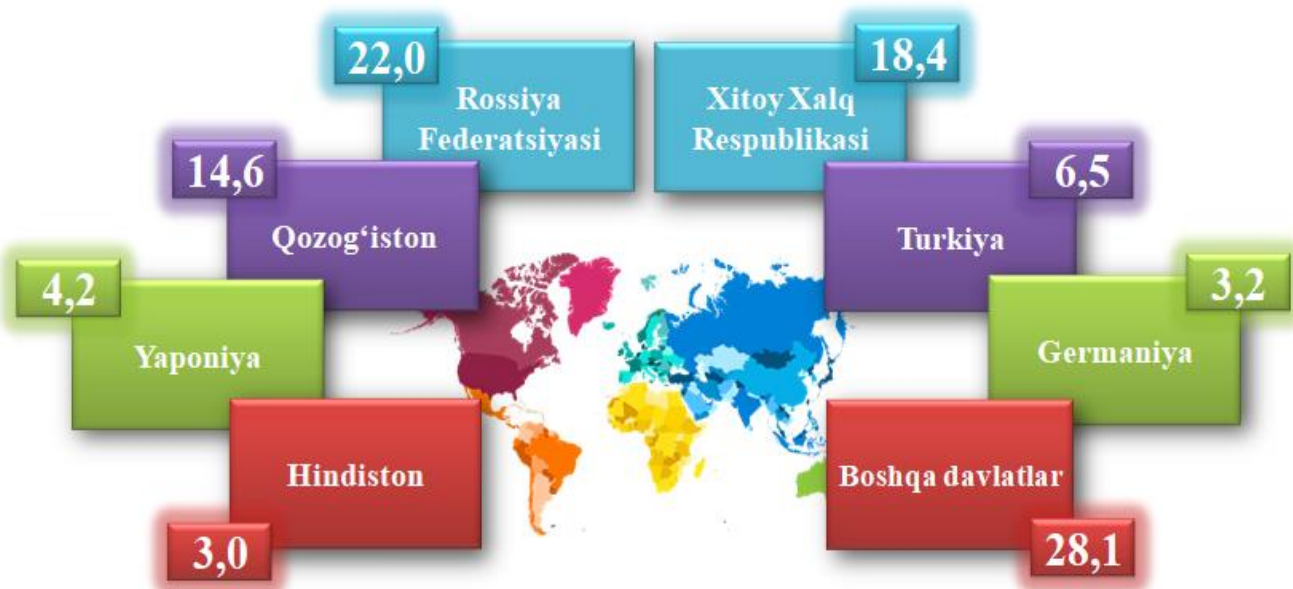 22,0
Rossiya
Federatsiyasi
18,4
Xitoy Xalq
Respublikasi
14,6
Qozog‘iston
6,5
Turkiya
4,2
Yaponiya
3,2
Germaniya
Hindiston
3,0
Boshqa davlatlar
28,1